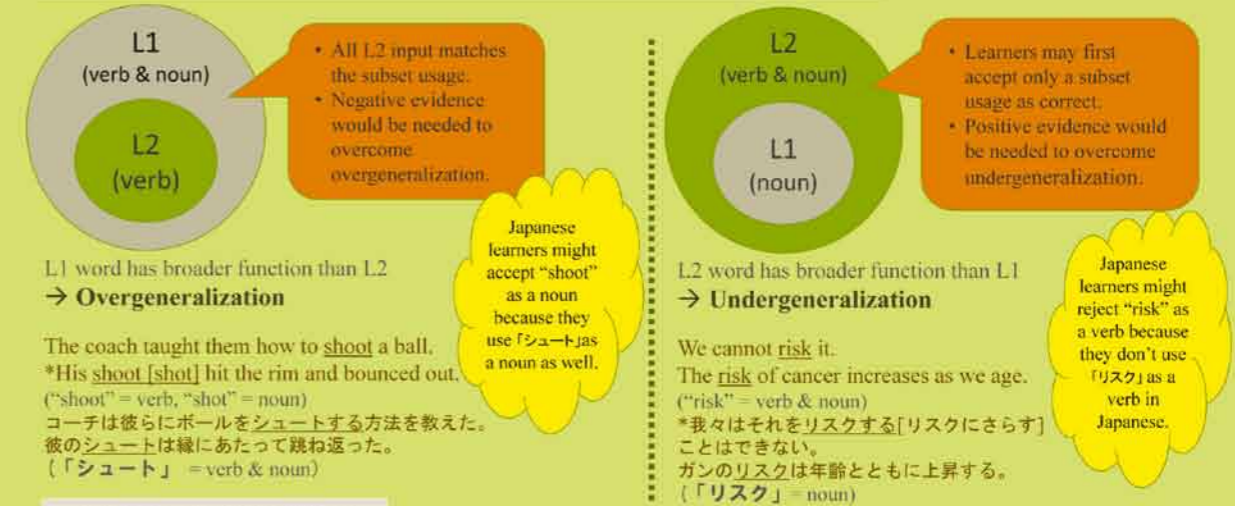 L1
(verb & noun)
L2
(verb)
• All L2 input matches
the subset usage.
• Negative evidence
would be needed to
overcome
overgeneralization.
Japanese
learners might
accept “shoot”
as a noun
because they
use「シュート」as
a noun as well.
L1 word has broader function than L2
→ Overgeneralization
The coach taught them how to shoot a ball.
*His shoot [shot] hit the rim and bounced out.
(“shoot” = verb, “shot” = noun)
コーチは彼らにボールをシュートする方法を教えた。
彼のシュートは縁にあたって跳ね返った。
(「シュート」 = verb & noun)
L2
(verb & noun)
L1
(noun)
• Learners may first
accept only a subset
usage as correct.
• Positive evidence would
be needed to overcome
undergeneralization.
Japanese
learners might
reject “risk” as
a verb because
they don’t use
「リスク」as a
verb in
Japanese.
L2 word has broader function than L1
→ Undergeneralization
We cannot risk it.
The risk of cancer increases as we age.
(“risk” = verb & noun)
*我々はそれをリスクする[リスクにさらす]
ことはできない。
ガンのリスクは年齢とともに上昇する。
(「リスク」= noun)